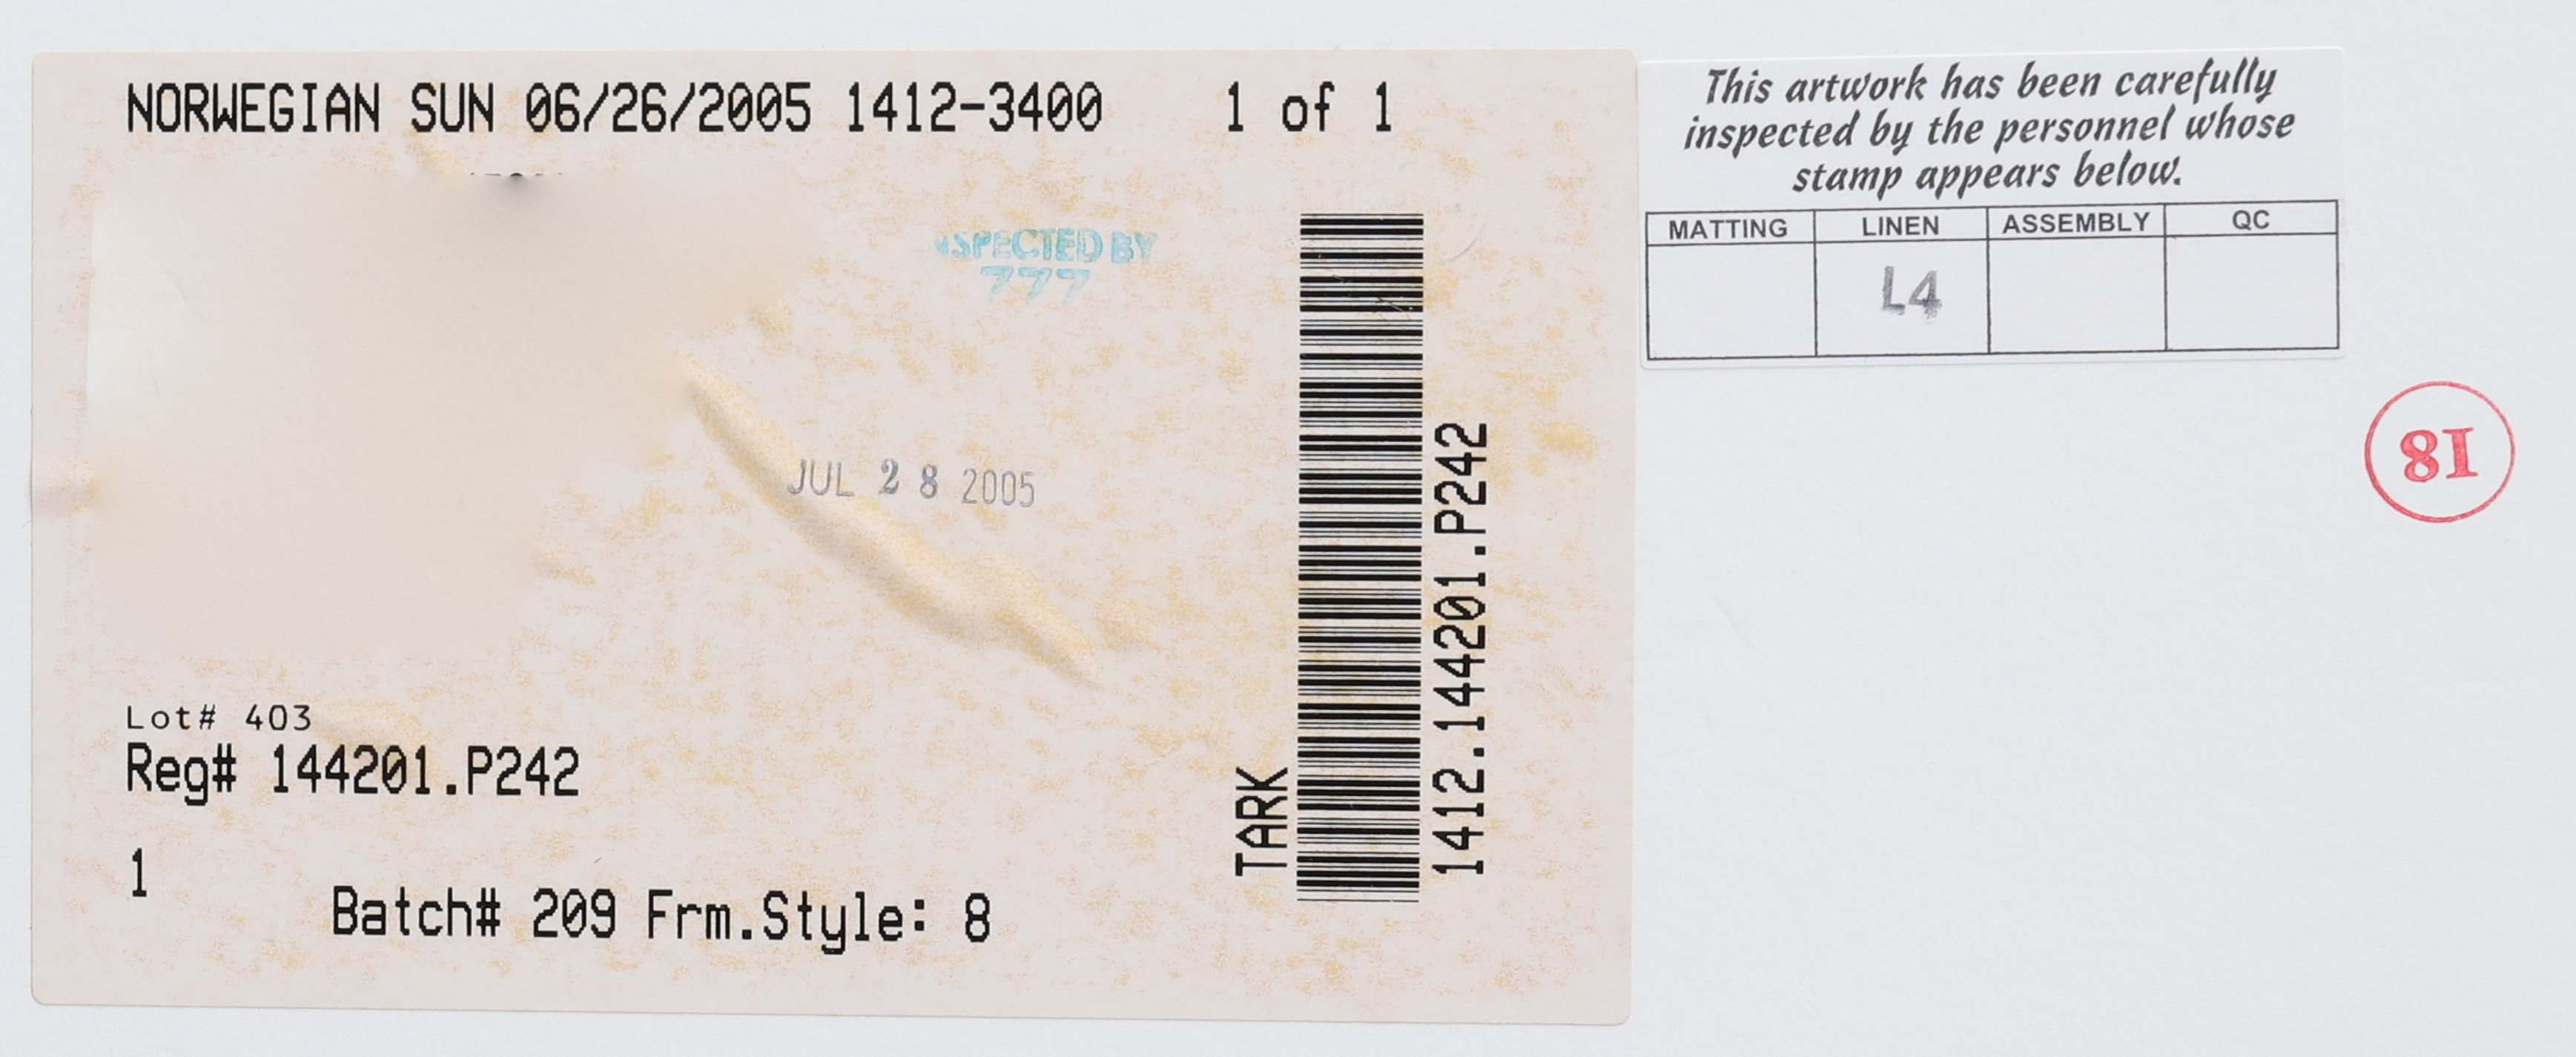 NORWEGIAN SUN 06/26/2005 1412-3400 1 of 1
SPECTED BY
777
JUL 28 2005
Lot# 403
Reg# 144201.P242
1
Batch# 209 Frm.Style: 8
TARK
1412.144201.P242
This artwork has been carefully
inspected by the personnel whose
stamp appears below.
MATTING LINEN ASSEMBLY QC
L4
18